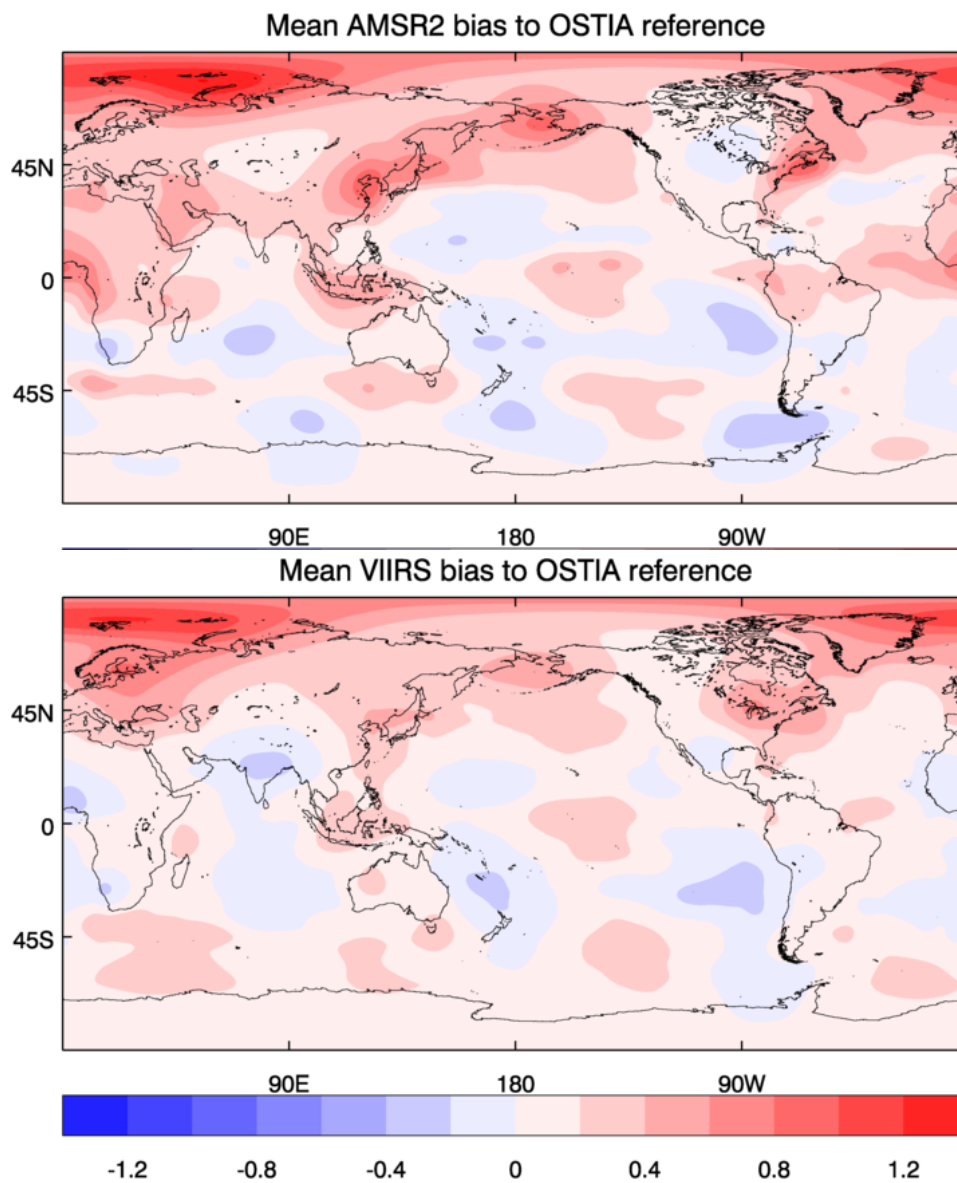 Mean AMSR2 bias to OSTIA reference
45N
0
45S
90E 180 90W
Mean VIIRS bias to OSTIA reference
45N
0
45S
90E 180 90W
-1.2 -0.8 -0.4 0 0.4 0.8 1.2